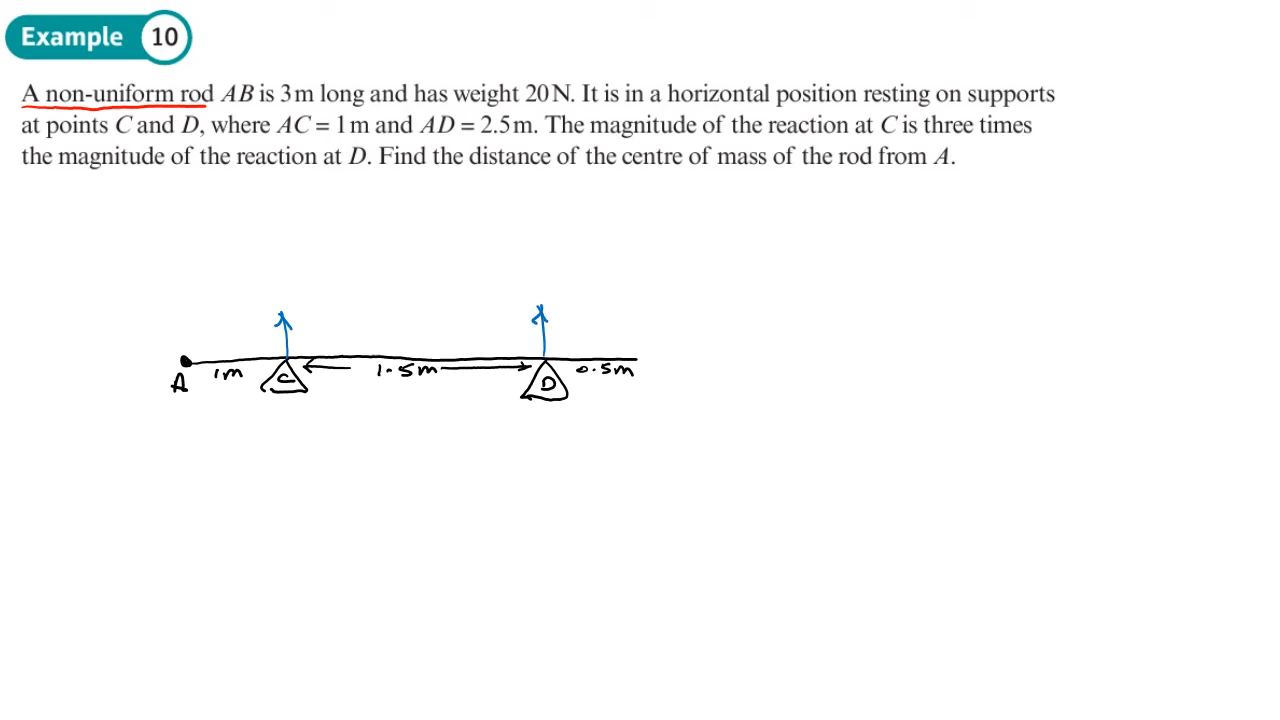 Example 10
A non-uniform rod AB is 3 m long and has weight 20 N. It is in a horizontal position resting on supports
at points C and D, where AC = 1 m and AD = 2.5 m. The magnitude of the reaction at C is three times
the magnitude of the reaction at D. Find the distance of the centre of mass of the rod from A.
A 1m C 1.5m D 0.5m